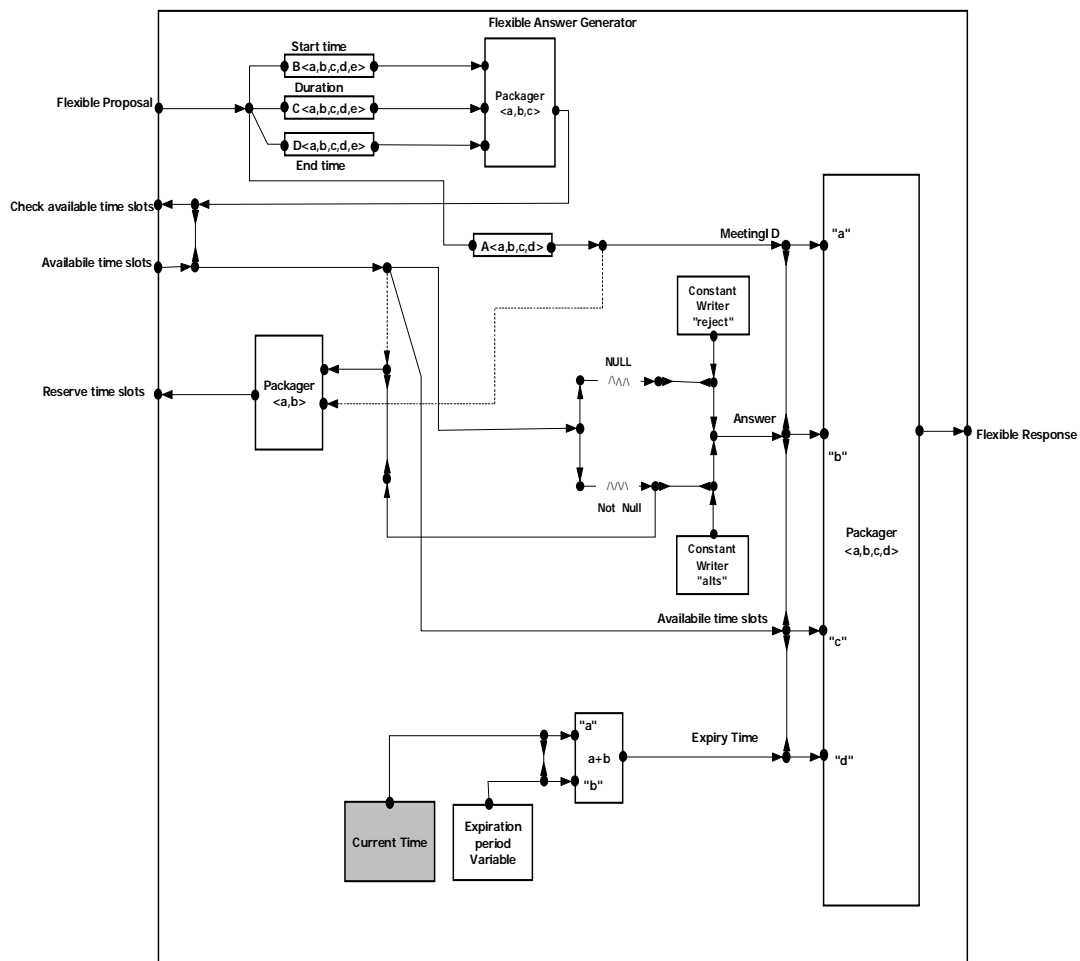 Flexible Answer Generator
Start time
B<a,b,c,d,e>
Flexible Proposal
Duration
C<a,b,c,d,e>
Packager
<a,b,c>
D<a,b,c,d,e>
End time
Check available time slots
A<a,b,c,d>
MeetingID
"a"
Availabile time slots
Constant
Writer
"reject"
NULL
Reserve time slots
Packager
<a,b>
Answer
Flexible Response
"b"
Not Null
Packager
<a,b,c,d>
Constant
Writer
"alts"
Availabile time slots
"c"
"a"
a+b
"b"
Expiry Time
"d"
Current Time
Expiration
period
Variable